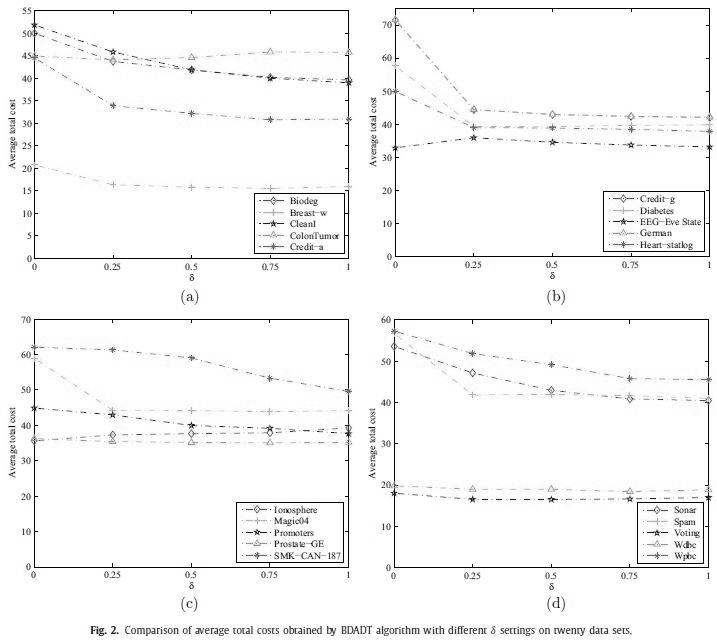 55
50
45
40
35
30
25
20
15
10
5
0
Average total cost
Biodeg
Breast-w
Clean1
ColonTumor
Credit-a
0 0.25 0.5 0.75 1
δ
(a)
70
60
50
40
30
20
10
0
Average total cost
Credit-g
Diabetes
EEG-Eye State
German
Heart-statlog
0 0.25 0.5 0.75 1
δ
(b)
70
60
50
40
30
20
10
0
Average total cost
Ionosphere
Magic04
Promoters
Prostate-GE
SMK-CAN-187
0 0.25 0.5 0.75 1
δ
(c)
60
50
40
30
20
10
0
Average total cost
Sonar
Spam
Voting
Wdbc
Wpbc
0 0.25 0.5 0.75 1
δ
(d)
Fig. 2. Comparison of average total costs obtained by BDADT algorithm with different δ settings on twenty data sets.